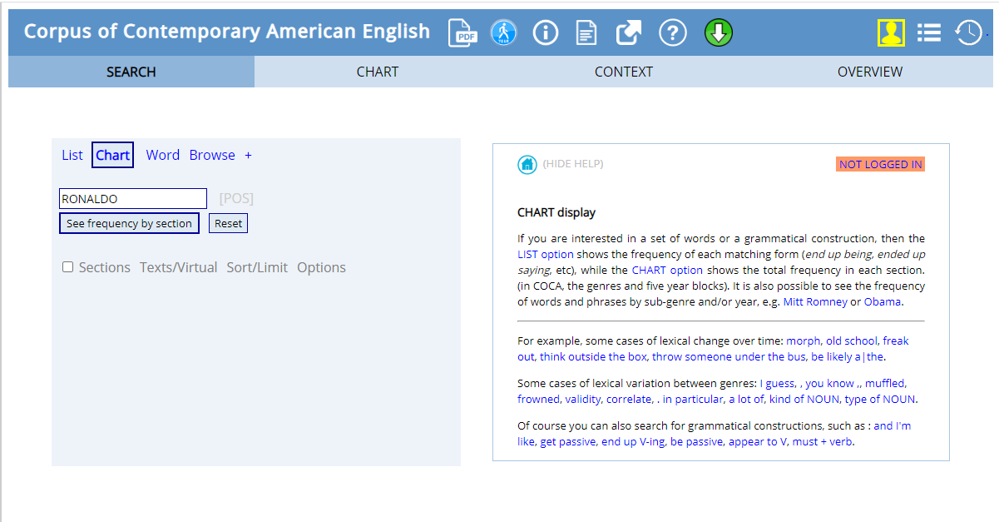 Corpus of Contemporary American English PDF TOUR
SEARCH CHART CONTEXT OVERVIEW
List Chart Word Browse +
RONALDO [POS]
See frequency by section Reset
Sections Texts/Virtual Sort/Limit Options
(HIDE HELP) NOT LOGGED IN
CHART display
If you are interested in a set of words or a grammatical construction, then the
LIST option shows the frequency of each matching form (end up being, ended up
saying, etc), while the CHART option shows the total frequency in each section.
(in COCA, the genres and five year blocks). It is also possible to see the frequency
of words and phrases by sub-genre and/or year, e.g. Mitt Romney or Obama.
For example, some cases of lexical change over time: morph, old school, freak
out, think outside the box, throw someone under the bus, be likely a|the.
Some cases of lexical variation between genres: I guess, , you know ,, muffled,
frowned, validity, correlate, . in particular, a lot of, kind of NOUN, type of NOUN.
Of course you can also search for grammatical constructions, such as : and I'm
like, get passive, end up V-ing, be passive, appear to V, must + verb.